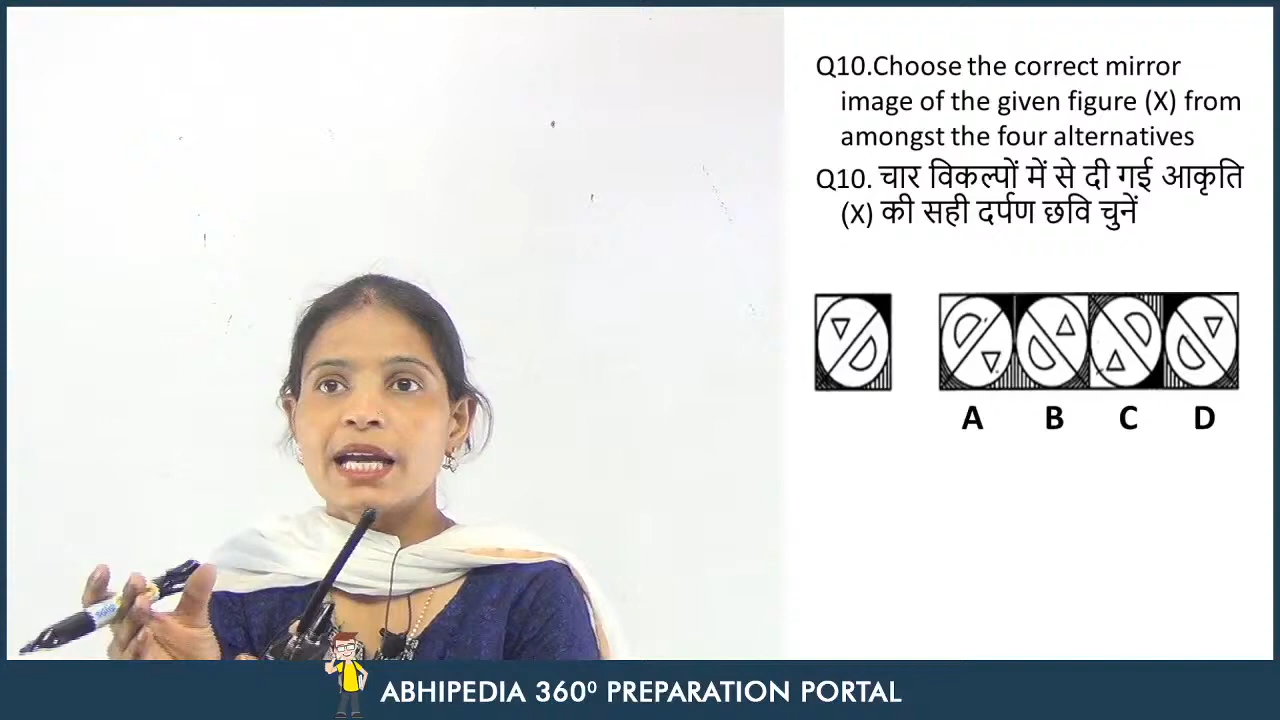 Q10.Choose the correct mirror
image of the given figure (X) from
amongst the four alternatives
Q10. चार विकल्पों में से दी गई आकृति
(X) की सही दर्पण छवि चुनें
A B C D
ABHIPEDIA 360⁰ PREPARATION PORTAL